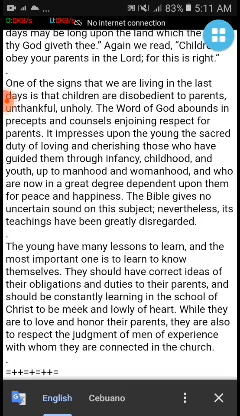 D:0KB/s U:0KB/s 83% 5:11 AM
No internet connection
days may be long upon the land which the
thy God giveth thee." Again we read, "Childr
obey your parents in the Lord; for this is right."
.
One of the signs that we are living in the last
days is that children are disobedient to parents,
unthankful, unholy. The Word of God abounds in
precepts and counsels enjoining respect for
parents. It impresses upon the young the sacred
duty of loving and cherishing those who have
guided them through infancy, childhood, and
youth, up to manhood and womanhood, and who
are now in a great degree dependent upon them
for peace and happiness. The Bible gives no
uncertain sound on this subject; nevertheless, its
teachings have been greatly disregarded.
.
The young have many lessons to learn, and the
most important one is to learn to know
themselves. They should have correct ideas of
their obligations and duties to their parents, and
should be constantly learning in the school of
Christ to be meek and lowly of heart. While they
are to love and honor their parents, they are also
to respect the judgment of men of experience
with whom they are connected in the church.
.
=++=+=++=
English Cebuano